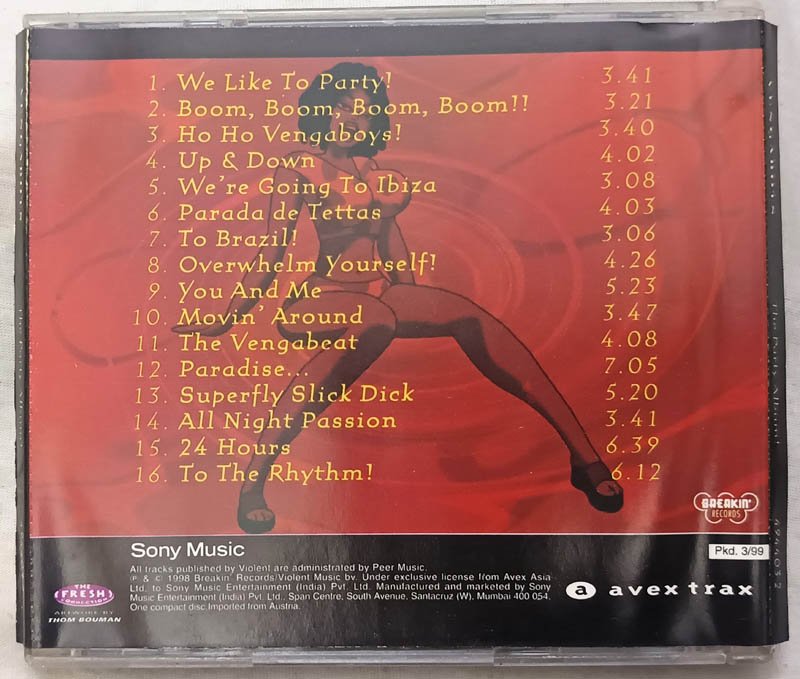 1. We Like To Party! 3.41
2. Boom, Boom, Boom, Boom!! 3.21
3. Ho Ho Vengaboys! 3.40
4. Up & Down 4.02
5. We're Going To Ibiza 3.08
6. Parada de Tettas 4.03
7. To Brazil! 3.06
8. Overwhelm Yourself! 4.26
9. You And Me 5.23
10. Movin' Around 3.47
11. The Vengabeat 4.08
12. Paradise... 7.05
13. Superfly Slick Dick 5.20
14. All Night Passion 3.41
15. 24 Hours 6.39
16. To The Rhythm! 6.12
BREAKIN'
RECORDS
Sony Music
Pkd. 3/99
All tracks published by Violent are administrated by Peer Music.
℗ & © 1998 Breakin' Records/Violent Music bv. Under exclusive license from Avex Asia
Ltd. to Sony Music Entertainment (India) Pvt. Ltd. Manufactured and marketed by Sony
Music Entertainment (India) Pvt. Ltd., Span Centre, South Avenue, Santacruz (W), Mumbai 400 054.
One compact disc Imported from Austria.
a avex trax
THE
FRESH
CONNECTION
ARTWORK BY
THOM BOUMAN
The Party Album!